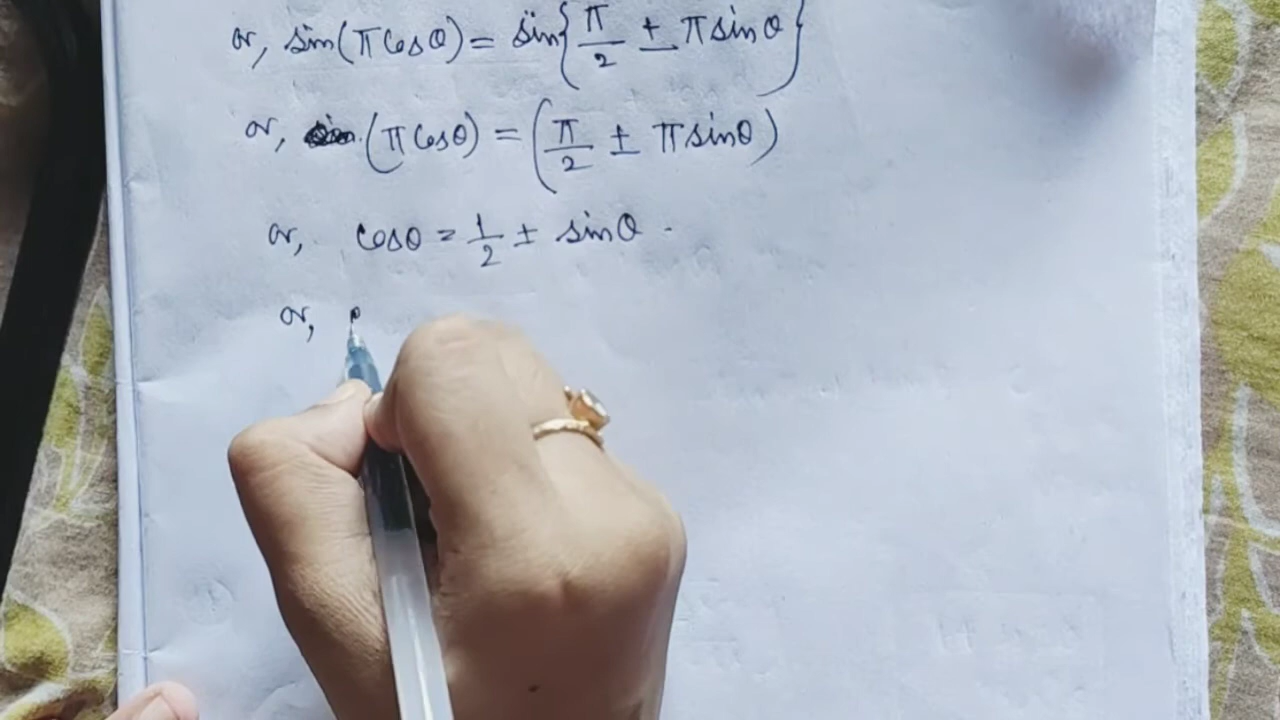 or, sin(π cosθ) = sin{π/2 ± π sinθ}
or, (π cosθ) = (π/2 ± π sinθ)
or, cosθ = 1/2 ± sinθ.
or,